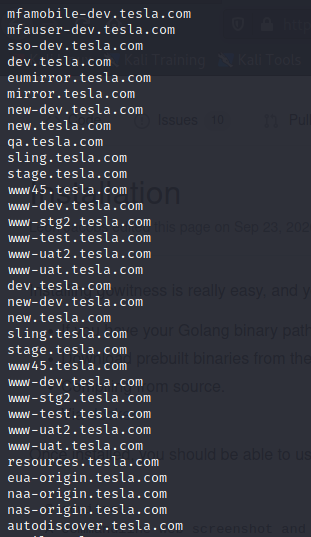 mfamobile-dev.tesla.com
mfauser-dev.tesla.com
sso-dev.tesla.com
dev.tesla.com
eumirror.tesla.com
Kali Training
Kali Tools
mirror.tesla.com
new-dev.tesla.com
new.tesla.com
Issues
10
qa.tesla.com
sling.tesla.com
stage.tesla.com
www45.tesla.com
www-dev.tesla.com
www-stg2.tesla.com
this page on Sep 23,
www-test.tesla.com
www-uat2.tesla.com
www-uat.tesla.com
dev.tesla.com
is really easy, and
new-dev.tesla.com
new.tesla.com
have your Golang binary path
sling.tesla.com
stage.tesla.com
prebuilt binaries from the
www45.tesla.com
www-dev.tesla.com
from source.
www-stg2.tesla.com
www-test.tesla.com
www-uat2.tesla.com
www-uat.tesla.com
you should be able to
resources.tesla.com
eua-origin.tesla.com
naa-origin.tesla.com
nas-origin.tesla.com
autodiscover.tesla.com
screenshot, and